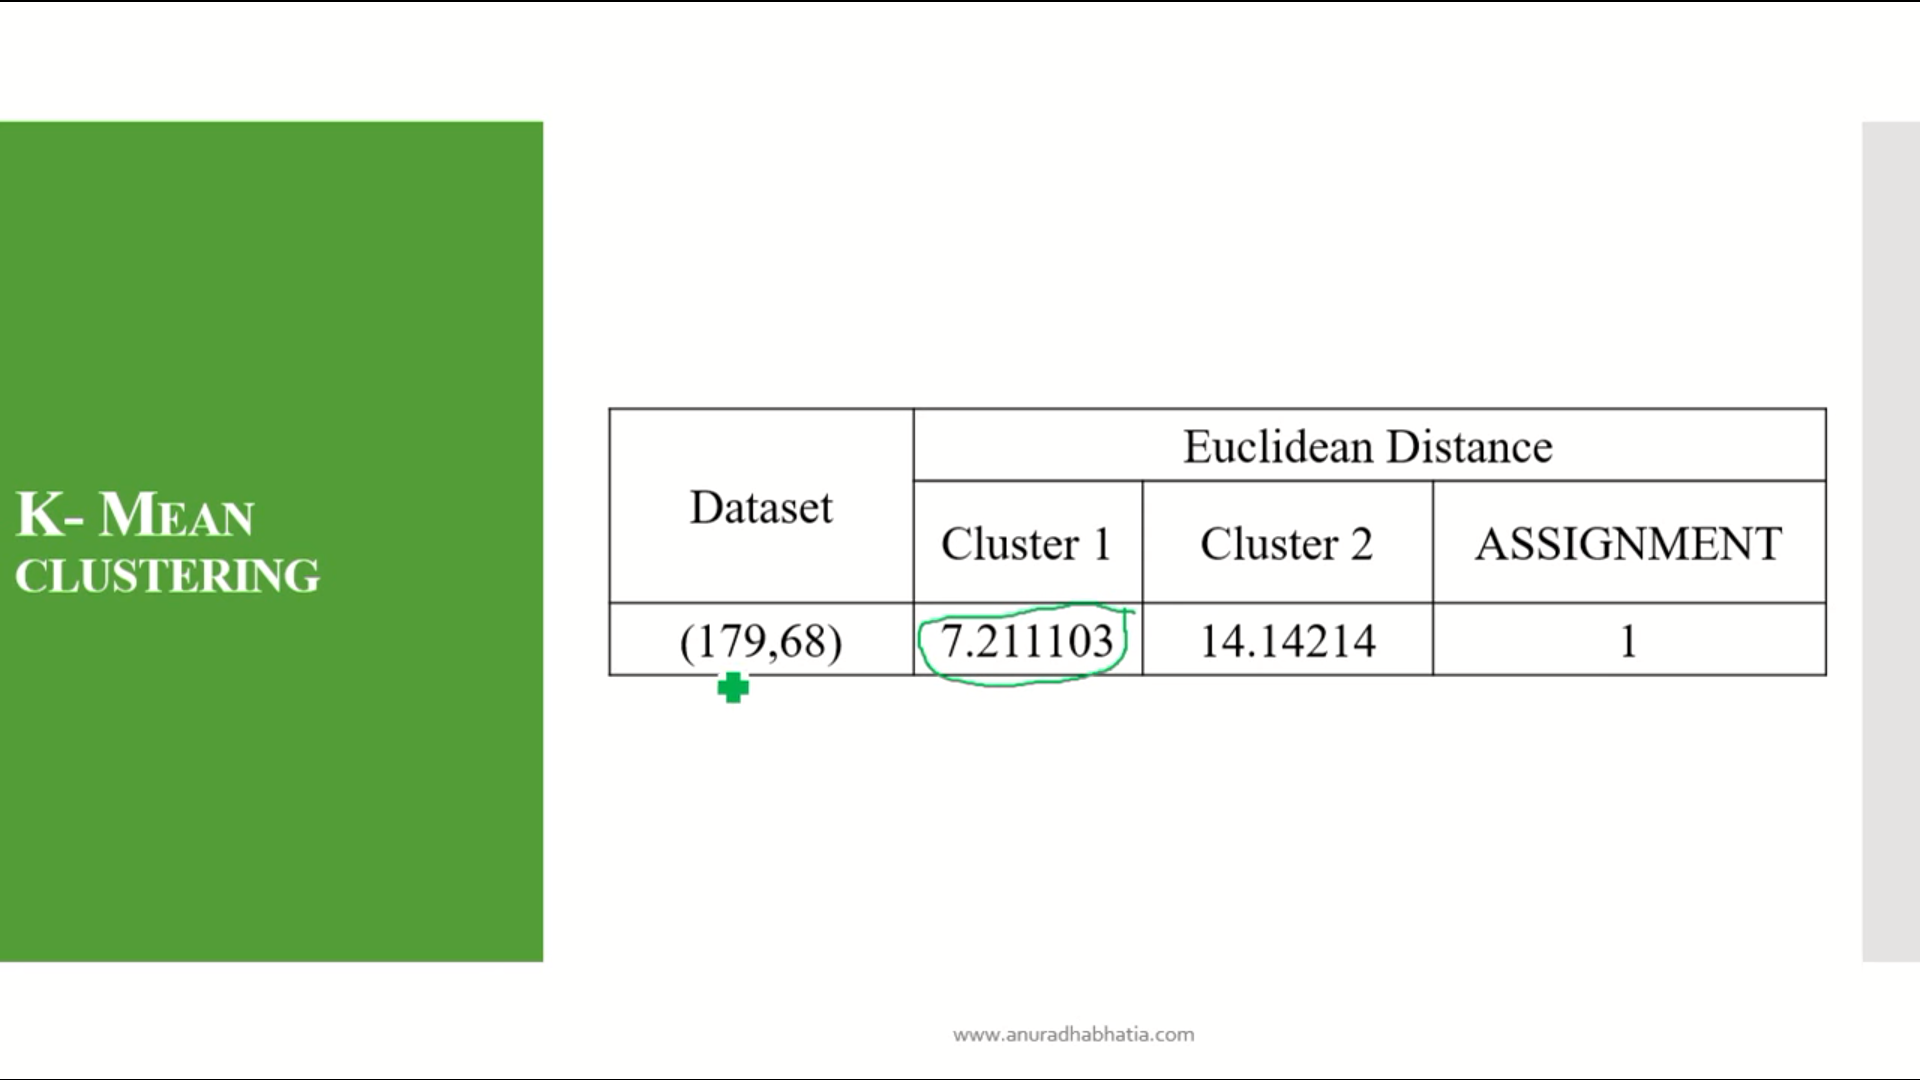 K- MEAN
CLUSTERING
Euclidean Distance
Dataset
Cluster 1 Cluster 2 ASSIGNMENT
(179,68) 7.211103 14.14214 1
www.anuradhabhatia.com